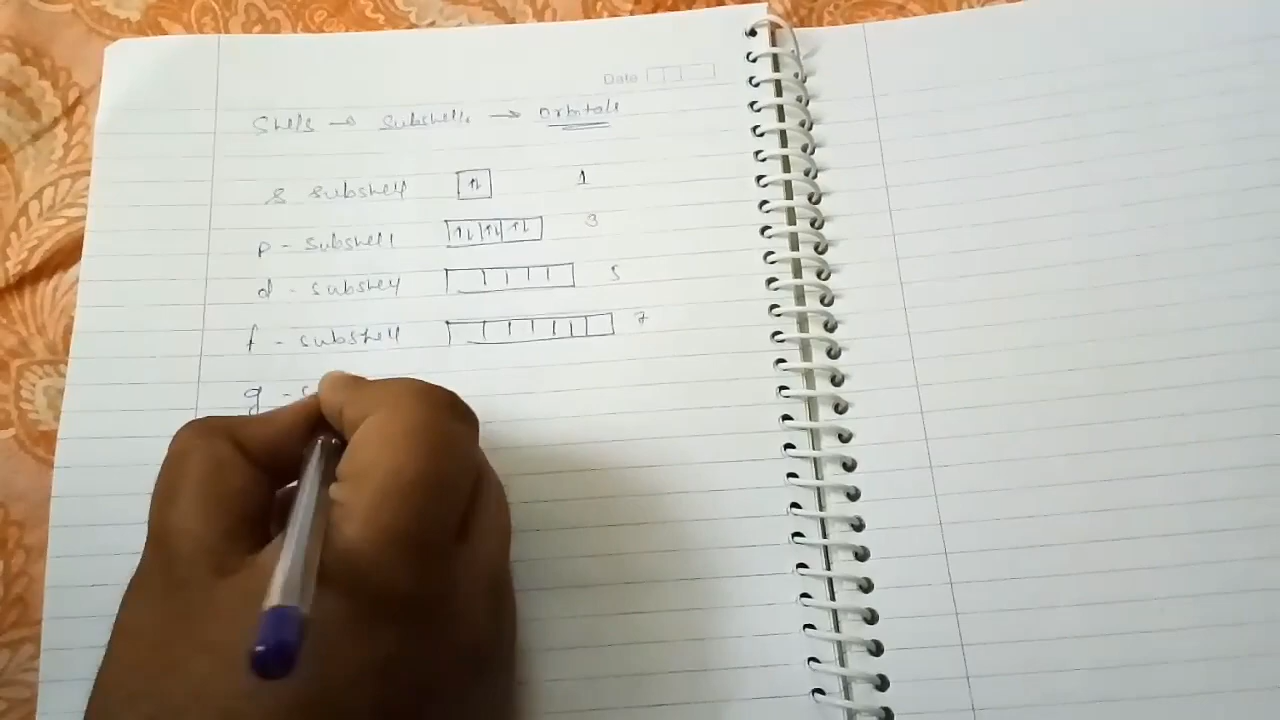 Date
Shells → Subshells → Orbitals
s subshell ↑↓ 1
p - subshell ↑↓ ↑↓ ↑↓ 3
d - subshell 5
f - subshell 7
g - s